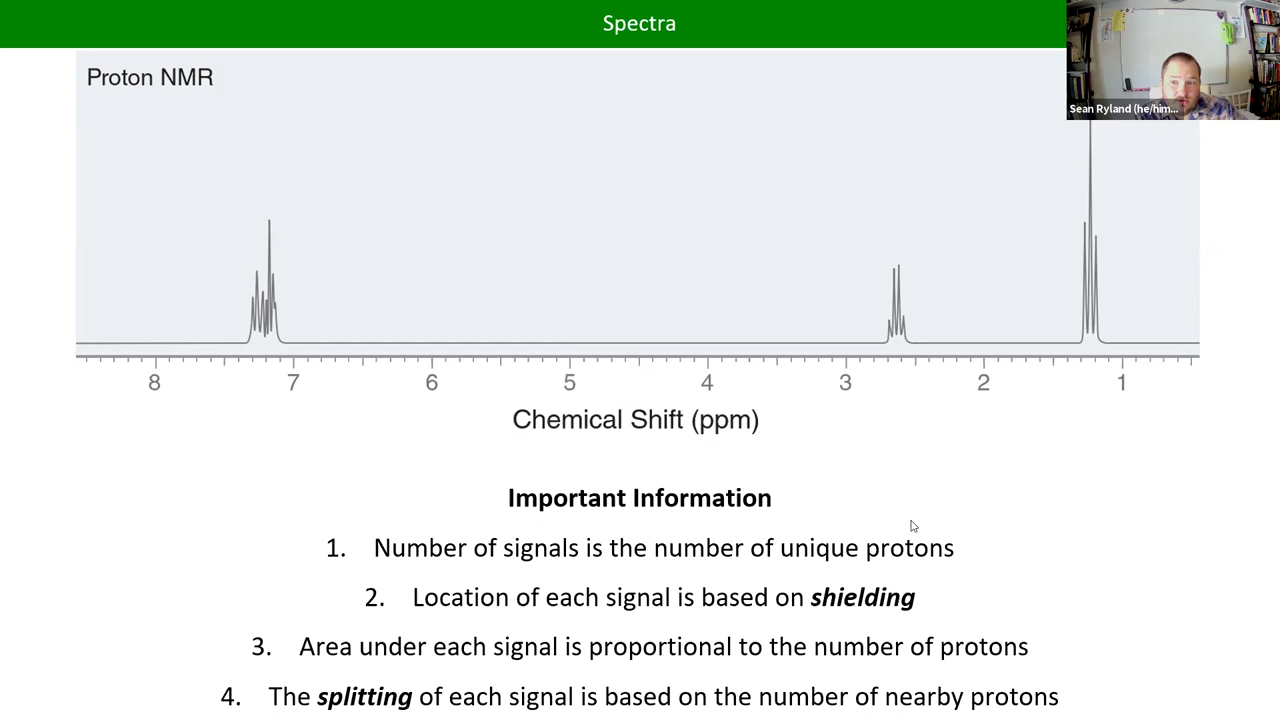 Spectra
Sean Ryland (he/him...
Proton NMR
8 7 6 5 4 3 2 1
Chemical Shift (ppm)
Important Information
1. Number of signals is the number of unique protons
2. Location of each signal is based on shielding
3. Area under each signal is proportional to the number of protons
4. The splitting of each signal is based on the number of nearby protons